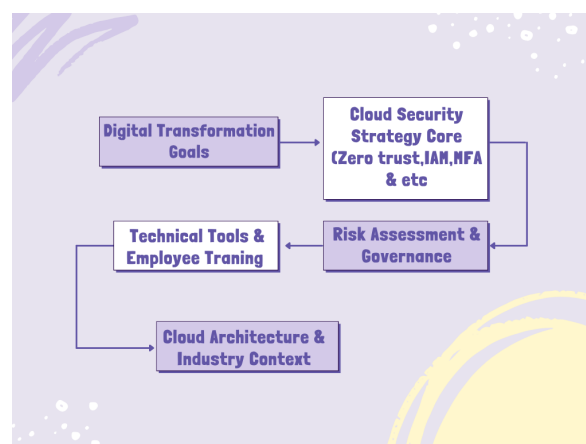 Digital Transformation
Goals
Cloud Security
Strategy Core
(Zero trust,IAM,MFA
& etc
Risk Assessment &
Governance
Technical Tools &
Employee Traning
Cloud Architecture &
Industry Context